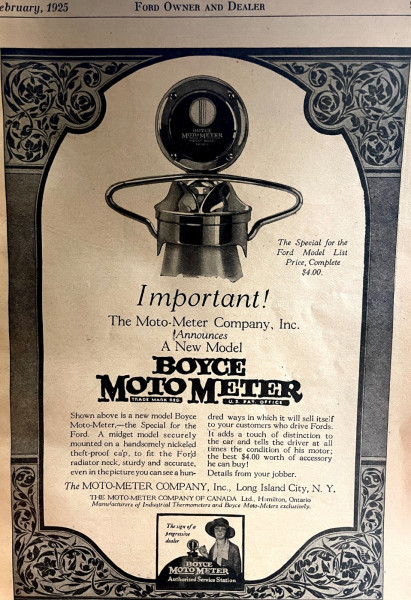 ebruary, 1925
FORD OWNER AND DEALER
BOYCE
MOTO METER
The Special for the
Ford Model List
Price, Complete
$4.00.
Important!
The Moto-Meter Company, Inc.
Announces
A New Model
BOYCE
MOTO METER
TRADE MARK REG U.S. PAT. OFFICE
Shown above is a new model Boyce
Moto-Meter,—the Special for the
Ford. A midget model securely
mounted on a handsomely nickeled
theft-proof cap, to fit the Ford
radiator neck, sturdy and accurate,
even in the picture you can see a hun-
dred ways in which it will sell itself
to your customers who drive Fords.
It adds a touch of distinction to
the car and tells the driver at all
times the condition of his motor;
the best $4.00 worth of accessory
he can buy!
Details from your jobber.
The MOTO-METER COMPANY, Inc., Long Island City, N. Y.
THE MOTO-METER COMPANY OF CANADA Ltd., Hamilton, Ontario
Manufacturers of Industrial Thermometers and Boyce Moto-Meters exclusively.
The sign of a
progressive
dealer
BOYCE
MOTO METER
Authorized Service Station